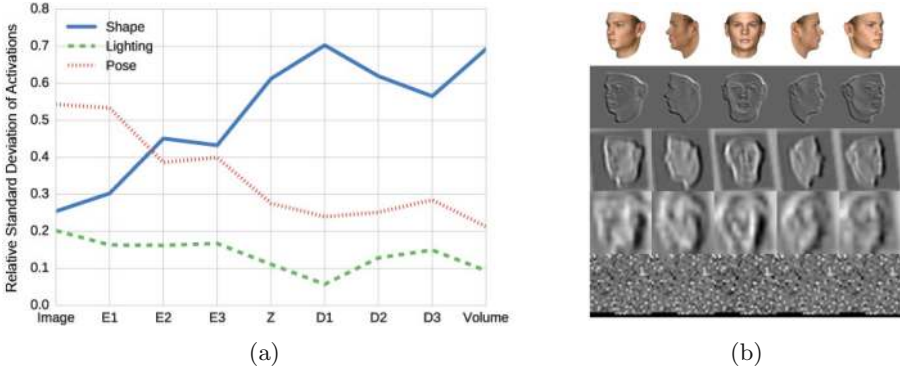 Relative Standard Deviation of Activations
0.8
0.7
0.6
0.5
0.4
0.3
0.2
0.1
0.0
Shape
Lighting
Pose
Image E1 E2 E3 Z D1 D2 D3 Volume
(a)
(b)